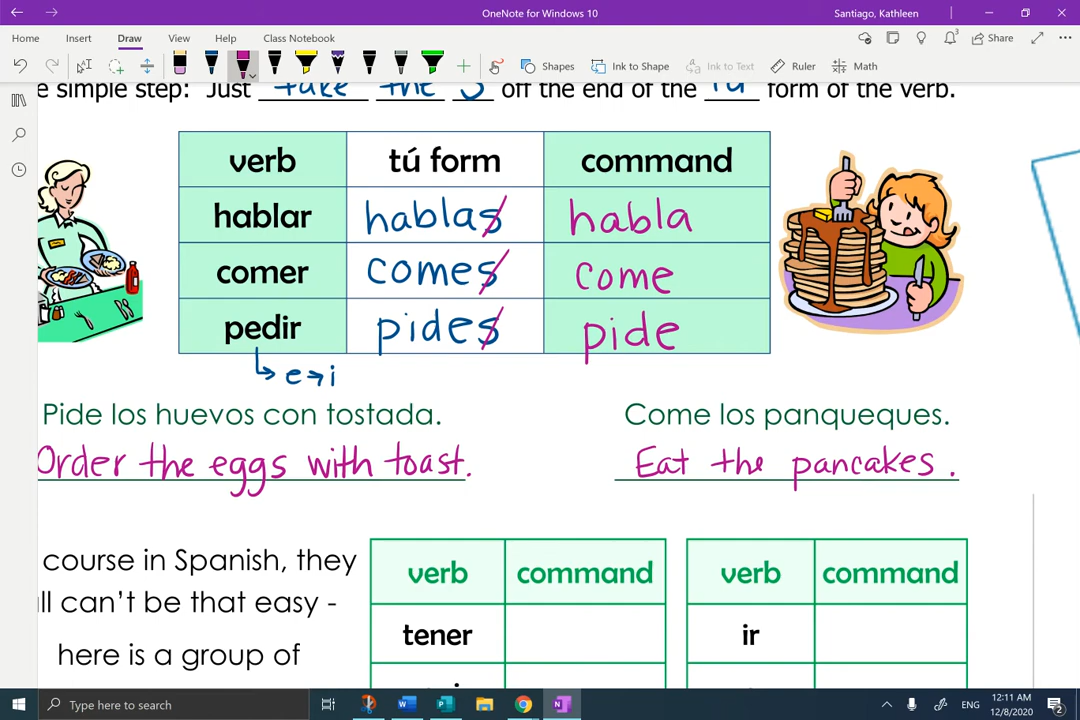 OneNote for Windows 10
Santiago, Kathleen
Home Insert Draw View Help Class Notebook
Share
Shapes Ink to Shape Ink to Text Ruler Math
e simple step: Just take the s off the end of the tú form of the verb.
verb tú form command
hablar hablas habla
comer comes come
pedir pides pide
e→i
Pide los huevos con tostada. Come los panqueques.
Order the eggs with toast. Eat the pancakes.
course in Spanish, they
ll can't be that easy -
here is a group of
verb command verb command
tener ir
Type here to search
ENG
12:11 AM
12/8/2020